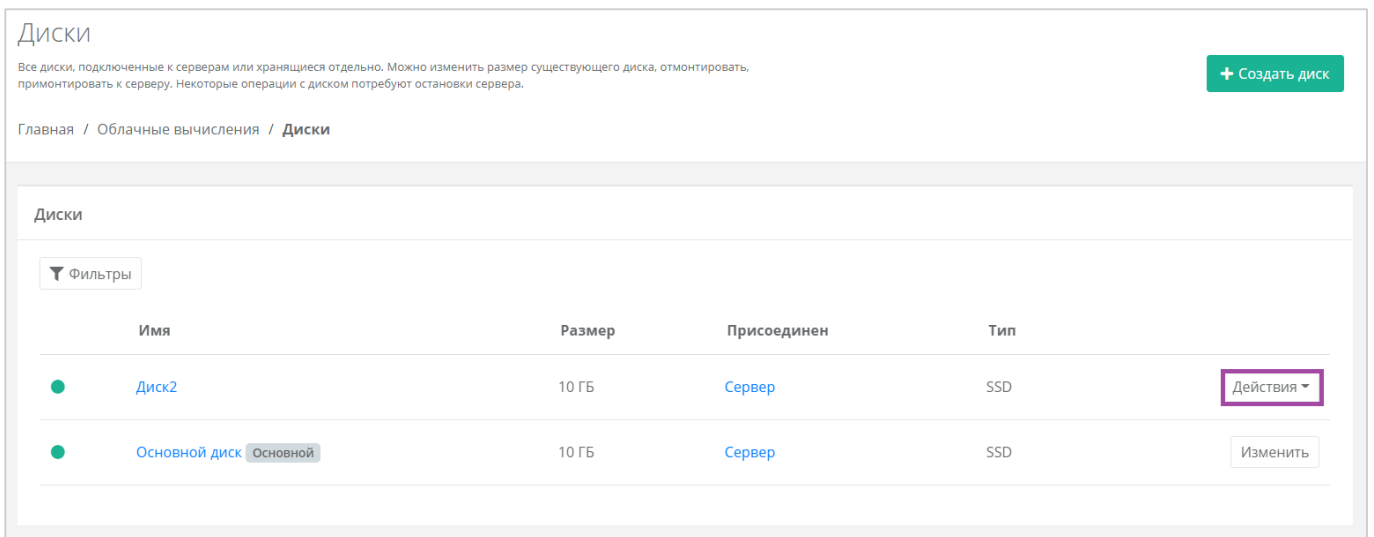 Диски
Все диски, подключенные к серверам или хранящиеся отдельно. Можно изменить размер существующего диска, отмонтировать,
примонтировать к серверу. Некоторые операции с диском потребуют остановки сервера.
+ Создать диск
Главная / Облачные вычисления / Диски
Диски
Фильтры
Имя Размер Присоединен Тип
Диск2 10 ГБ Сервер SSD Действия
Основной диск Основной 10 ГБ Сервер SSD Изменить